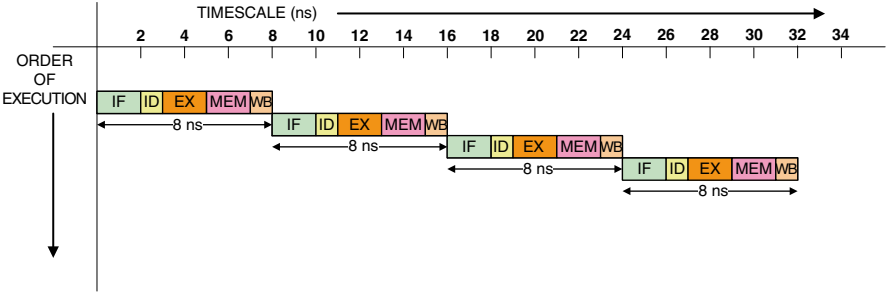 TIMESCALE (ns)
2 4 6 8 10 12 14 16 18 20 22 24 26 28 30 32 34
ORDER
OF
EXECUTION
IF ID EX MEM WB
8 ns
IF ID EX MEM WB
8 ns
IF ID EX MEM WB
8 ns
IF ID EX MEM WB
8 ns